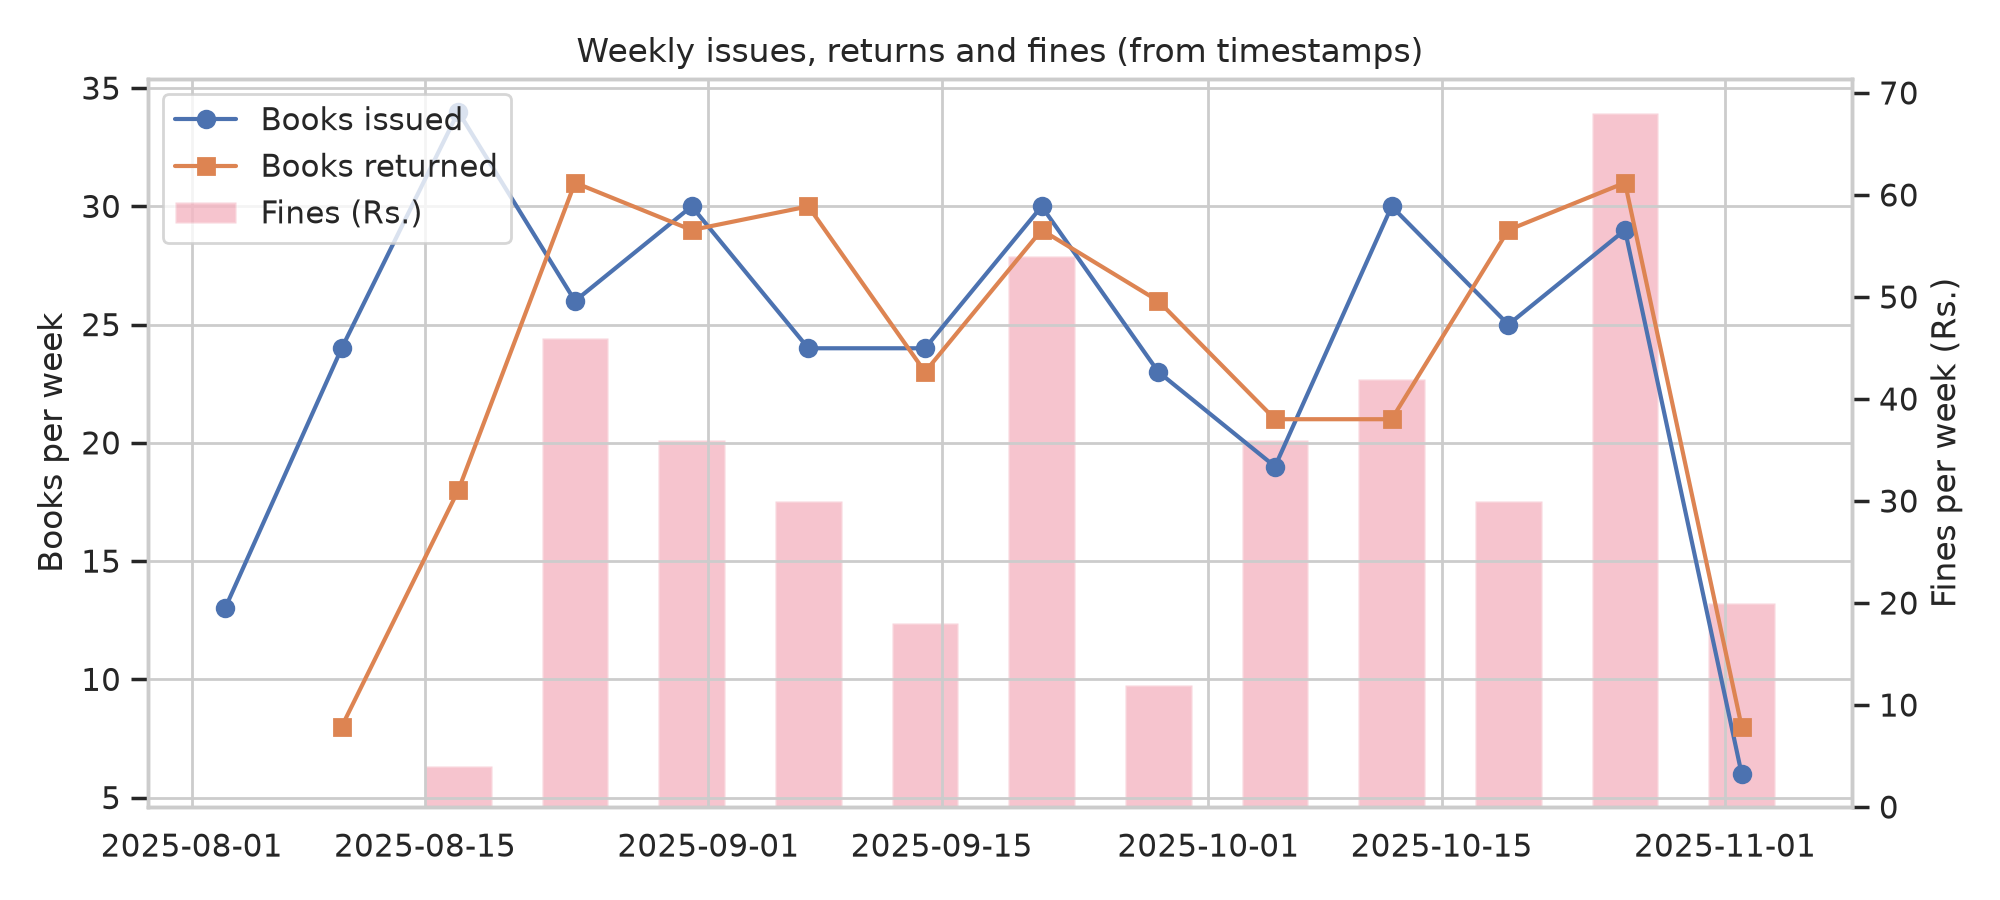 Weekly issues, returns and fines (from timestamps)
Books issued
Books returned
Fines (Rs.)
Books per week
35
30
25
20
15
10
5
Fines per week (Rs.)
70
60
50
40
30
20
10
0
2025-08-01 2025-08-15 2025-09-01 2025-09-15 2025-10-01 2025-10-15 2025-11-01